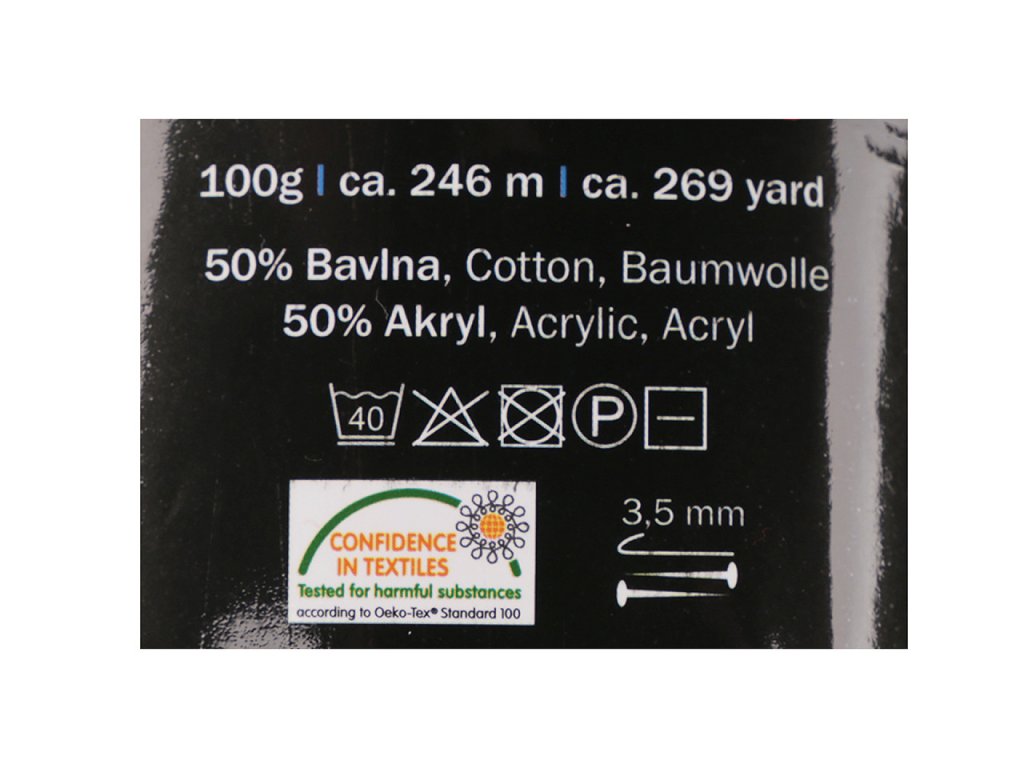 100g | ca. 246 m | ca. 269 yard
50% Bavlna, Cotton, Baumwolle
50% Akryl, Acrylic, Acryl
40 P
CONFIDENCE
IN TEXTILES
Tested for harmful substances
according to Oeko-Tex® Standard 100
3,5 mm